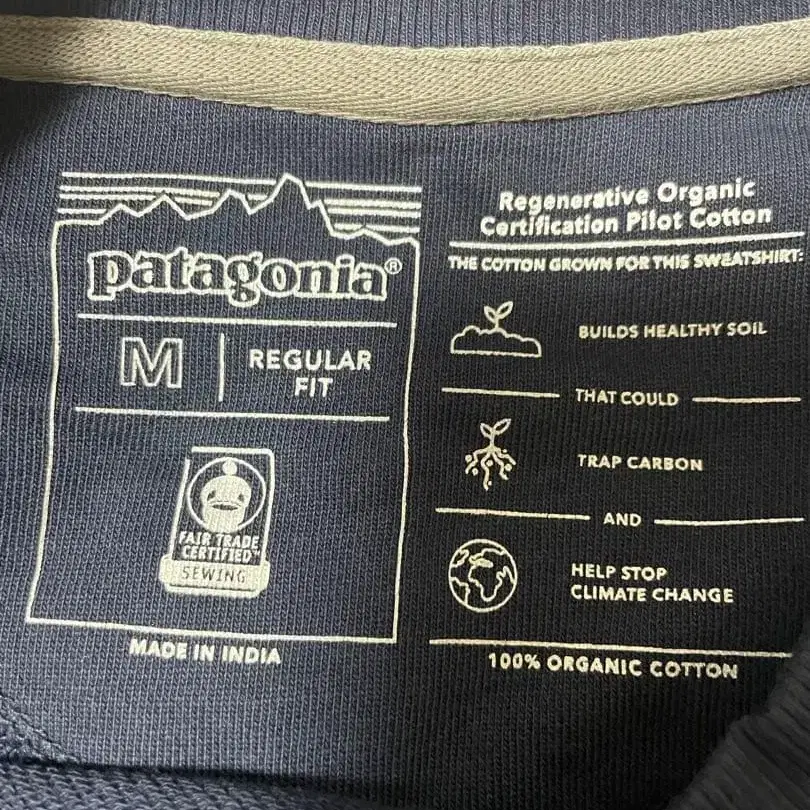 patagonia®
M
REGULAR
FIT
FAIR TRADE
CERTIFIED™
SEWING
MADE IN INDIA
Regenerative Organic
Certification Pilot Cotton
THE COTTON GROWN FOR THIS SWEATSHIRT:
BUILDS HEALTHY SOIL
THAT COULD
TRAP CARBON
AND
HELP STOP
CLIMATE CHANGE
100% ORGANIC COTTON